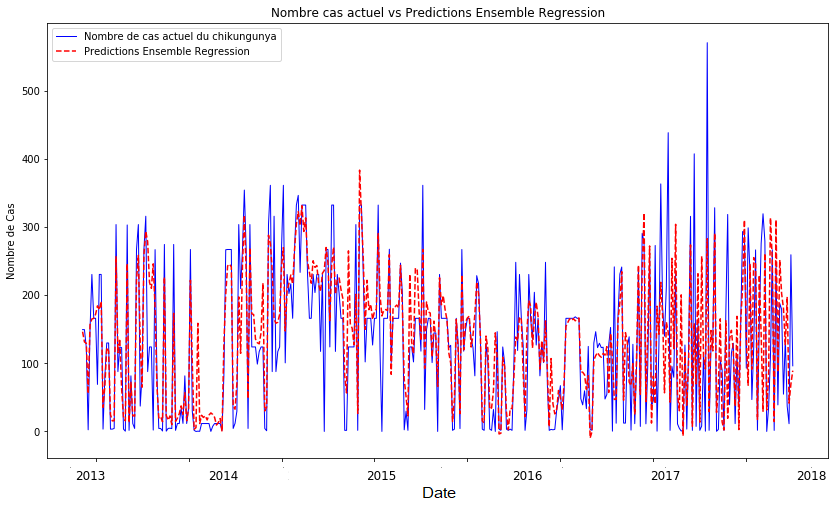 Nombre cas actuel vs Predictions Ensemble Regression
Nombre de cas actuel du chikungunya
Predictions Ensemble Regression
Nombre de Cas
500
400
300
200
100
0
2013 2014 2015 2016 2017 2018
Date